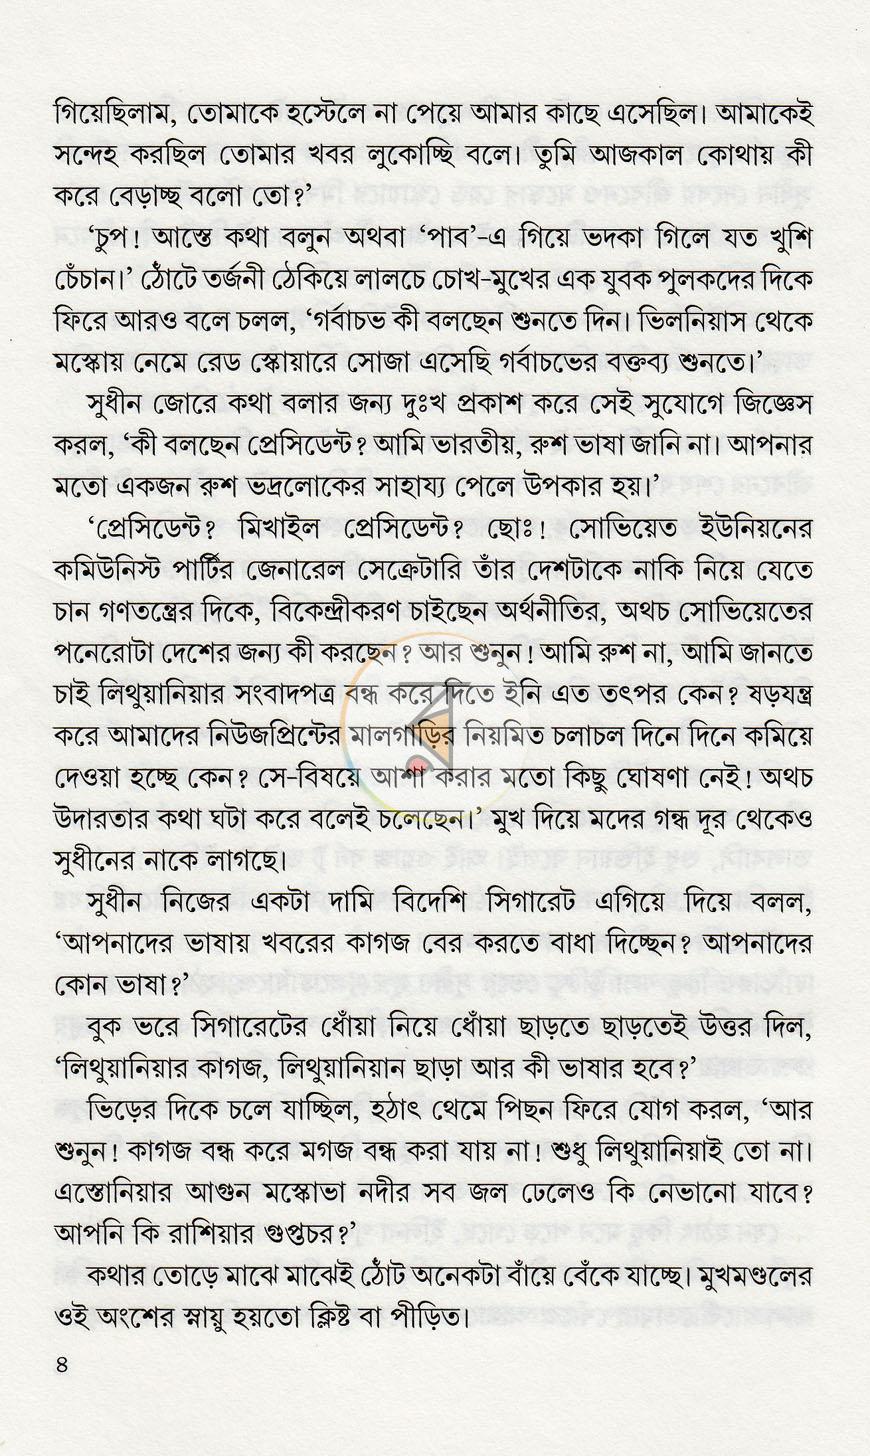 গিয়েছিলাম, তোমাকে হস্টেলে না পেয়ে আমার কাছে এসেছিল। আমাকেই
সন্দেহ করছিল তোমার খবর লুকোচ্ছি বলে। তুমি আজকাল কোথায় কী
করে বেড়াচ্ছ বলো তো?’
‘চুপ! আস্তে কথা বলুন অথবা ‘পাব’-এ গিয়ে ভদকা গিলে যত খুশি
চেঁচান।’ ঠোঁটে তর্জনী ঠেকিয়ে লালচে চোখ-মুখের এক যুবক পুলকদের দিকে
ফিরে আরও বলে চলল, ‘গর্বাচভ কী বলছেন শুনতে দিন। ভিলনিয়াস থেকে
মস্কোয় নেমে রেড স্কোয়ারে সোজা এসেছি গর্বাচভের বক্তব্য শুনতে।’
সুধীন জোরে কথা বলার জন্য দুঃখ প্রকাশ করে সেই সুযোগে জিজ্ঞেস
করল, ‘কী বলছেন প্রেসিডেন্ট? আমি ভারতীয়, রুশ ভাষা জানি না। আপনার
মতো একজন রুশ ভদ্রলোকের সাহায্য পেলে উপকার হয়।’
‘প্রেসিডেন্ট? মিখাইল প্রেসিডেন্ট? ছোঃ! সোভিয়েত ইউনিয়নের
কমিউনিস্ট পার্টির জেনারেল সেক্রেটারি তাঁর দেশটাকে নাকি নিয়ে যেতে
চান গণতন্ত্রের দিকে, বিকেন্দ্রীকরণ চাইছেন অর্থনীতির, অথচ সোভিয়েতের
পনেরোটা দেশের জন্য কী করছেন? আর শুনুন! আমি রুশ না, আমি জানতে
চাই লিথুয়ানিয়ার সংবাদপত্র বন্ধ করে দিতে ইনি এত তৎপর কেন? ষড়যন্ত্র
করে আমাদের নিউজপ্রিন্টের মালগাড়ির নিয়মিত চলাচল দিনে দিনে কমিয়ে
দেওয়া হচ্ছে কেন? সে-বিষয়ে আশা করার মতো কিছু ঘোষণা নেই! অথচ
উদারতার কথা ঘটা করে বলেই চলেছেন।’ মুখ দিয়ে মদের গন্ধ দূর থেকেও
সুধীনের নাকে লাগছে।
সুধীন নিজের একটা দামি বিদেশি সিগারেট এগিয়ে দিয়ে বলল,
‘আপনাদের ভাষায় খবরের কাগজ বের করতে বাধা দিচ্ছেন? আপনাদের
কোন ভাষা?’
বুক ভরে সিগারেটের ধোঁয়া নিয়ে ধোঁয়া ছাড়তে ছাড়তেই উত্তর দিল,
‘লিথুয়ানিয়ার কাগজ, লিথুয়ানিয়ান ছাড়া আর কী ভাষার হবে?’
ভিড়ের দিকে চলে যাচ্ছিল, হঠাৎ থেমে পিছন ফিরে যোগ করল, ‘আর
শুনুন! কাগজ বন্ধ করে মগজ বন্ধ করা যায় না! শুধু লিথুয়ানিয়াই তো না।
এস্তোনিয়ার আগুন মস্কোভা নদীর সব জল ঢেলেও কি নেভানো যাবে?
আপনি কি রাশিয়ার গুপ্তচর?’
কথার তোড়ে মাঝে মাঝেই ঠোঁট অনেকটা বাঁয়ে বেঁকে যাচ্ছে। মুখমণ্ডলের
ওই অংশের স্নায়ু হয়তো ক্লিষ্ট বা পীড়িত।
৪